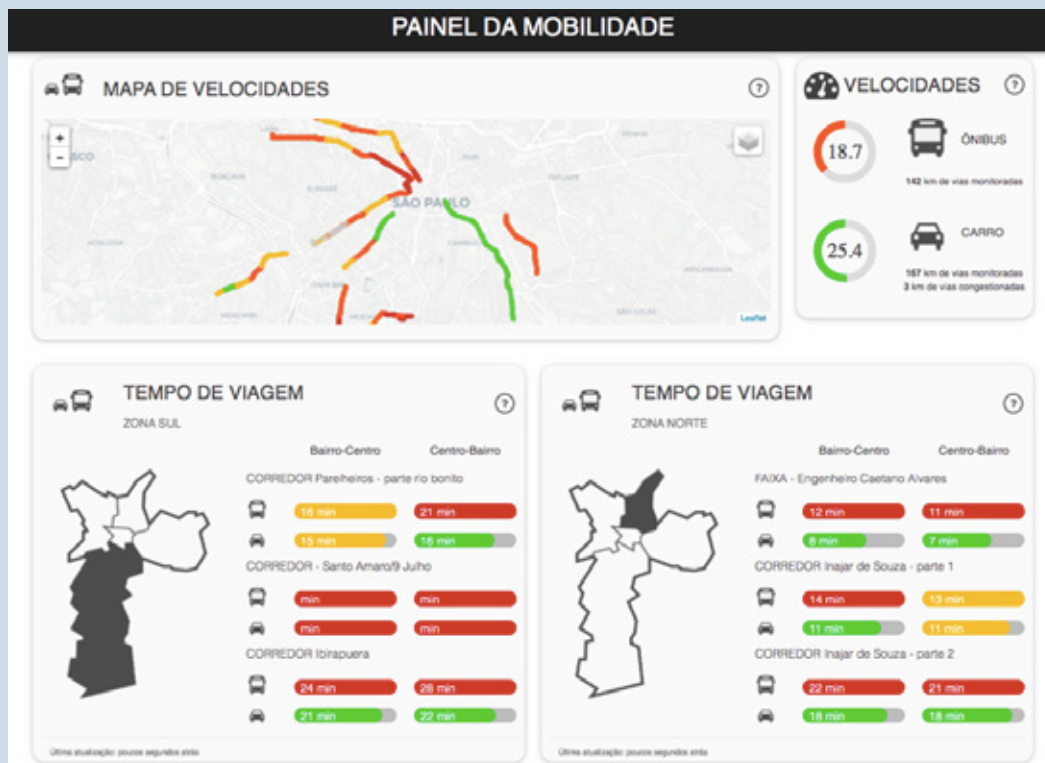 PAINEL DA MOBILIDADE
MAPA DE VELOCIDADES
?
+
−
SÃO PAULO
Leaflet
VELOCIDADES
?
18.7
ÔNIBUS
142 km de vias monitoradas
25.4
CARRO
167 km de vias monitoradas
3 km de vias congestionadas
TEMPO DE VIAGEM
?
ZONA SUL
Bairro-Centro Centro-Bairro
CORREDOR Parelheiros - parte rio bonito
16 min 21 min
15 min 16 min
CORREDOR - Santo Amaro/9 Julho
min min
min min
CORREDOR Ibirapuera
24 min 28 min
21 min 22 min
Última atualização: poucos segundos atrás
TEMPO DE VIAGEM
?
ZONA NORTE
Bairro-Centro Centro-Bairro
FAIXA - Engenheiro Caetano Alvares
12 min 11 min
6 min 7 min
CORREDOR Inajar de Souza - parte 1
14 min 13 min
11 min 11 min
CORREDOR Inajar de Souza - parte 2
22 min 21 min
18 min 18 min
Última atualização: poucos segundos atrás